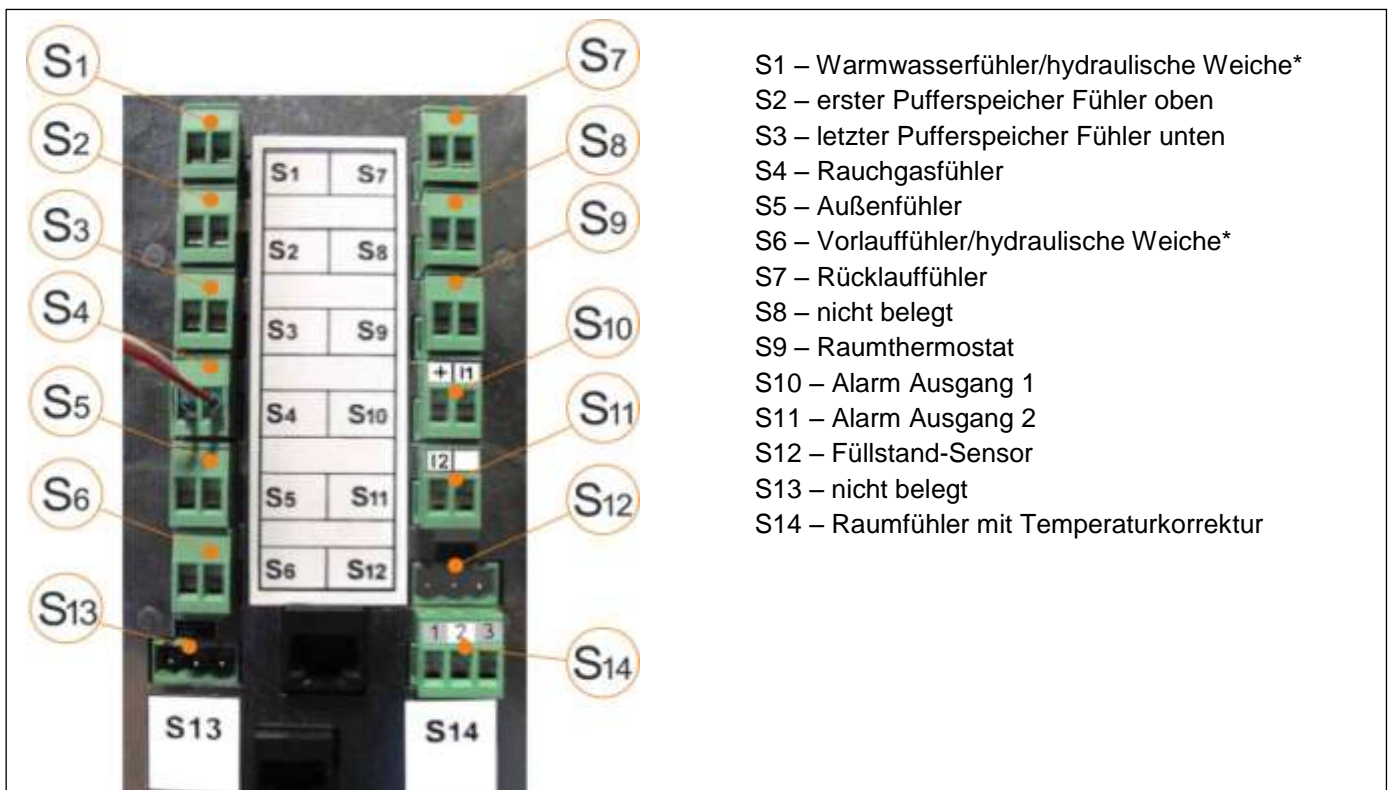 S1
S2
S3
S4
S5
S6
S13
S7
S8
S9
S10
S11
S12
S14
S1 S7
S2 S8
S3 S9
S4 S10
S5 S11
S6 S12
+ I1
I2
1 2 3
S13
S14
S1 – Warmwasserfühler/hydraulische Weiche*
S2 – erster Pufferspeicher Fühler oben
S3 – letzter Pufferspeicher Fühler unten
S4 – Rauchgasfühler
S5 – Außenfühler
S6 – Vorlauffühler/hydraulische Weiche*
S7 – Rücklauffühler
S8 – nicht belegt
S9 – Raumthermostat
S10 – Alarm Ausgang 1
S11 – Alarm Ausgang 2
S12 – Füllstand-Sensor
S13 – nicht belegt
S14 – Raumfühler mit Temperaturkorrektur